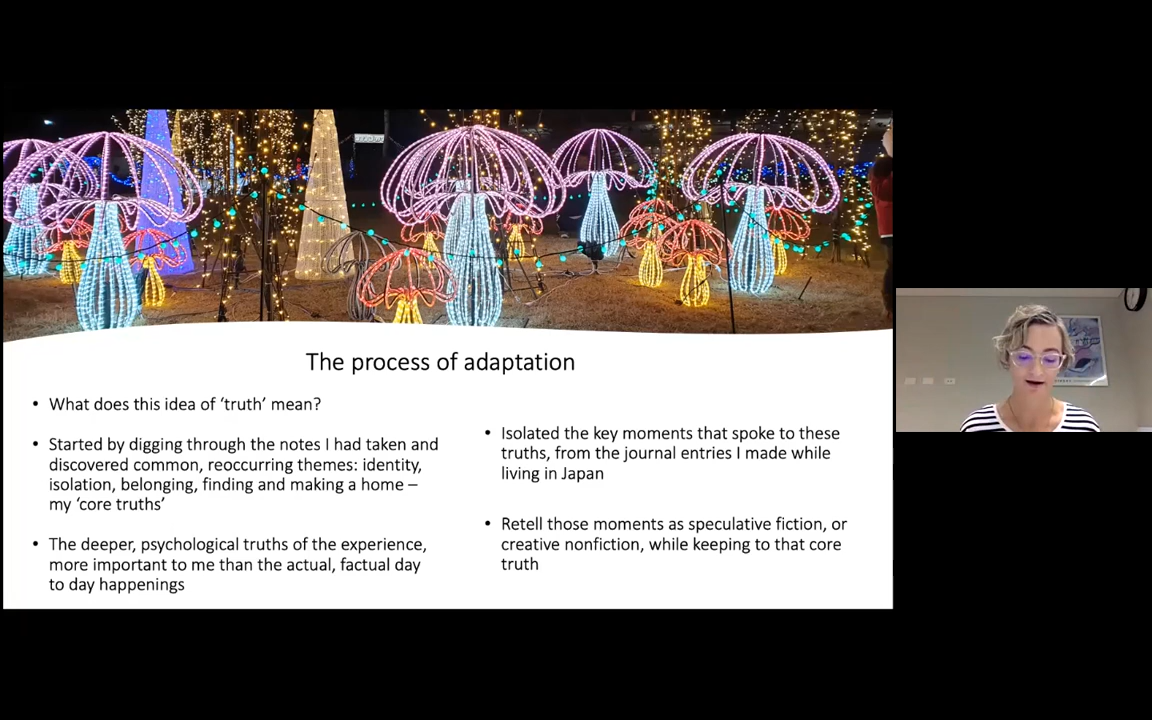 The process of adaptation
• What does this idea of ‘truth’ mean?
• Started by digging through the notes I had taken and
discovered common, reoccurring themes: identity,
isolation, belonging, finding and making a home –
my ‘core truths’
• The deeper, psychological truths of the experience,
more important to me than the actual, factual day
to day happenings
• Isolated the key moments that spoke to these
truths, from the journal entries I made while
living in Japan
• Retell those moments as speculative fiction, or
creative nonfiction, while keeping to that core
truth